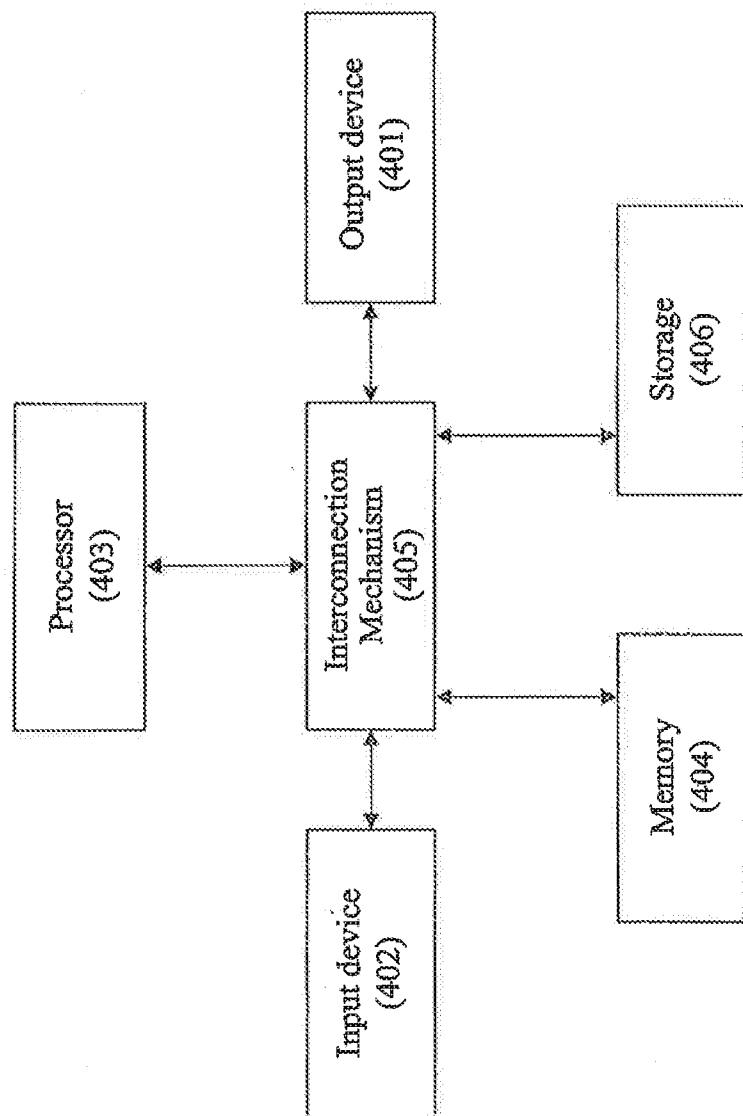 Processor
(403)
Input device
(402)
Interconnection
Mechanism
(405)
Output device
(401)
Memory
(404)
Storage
(406)